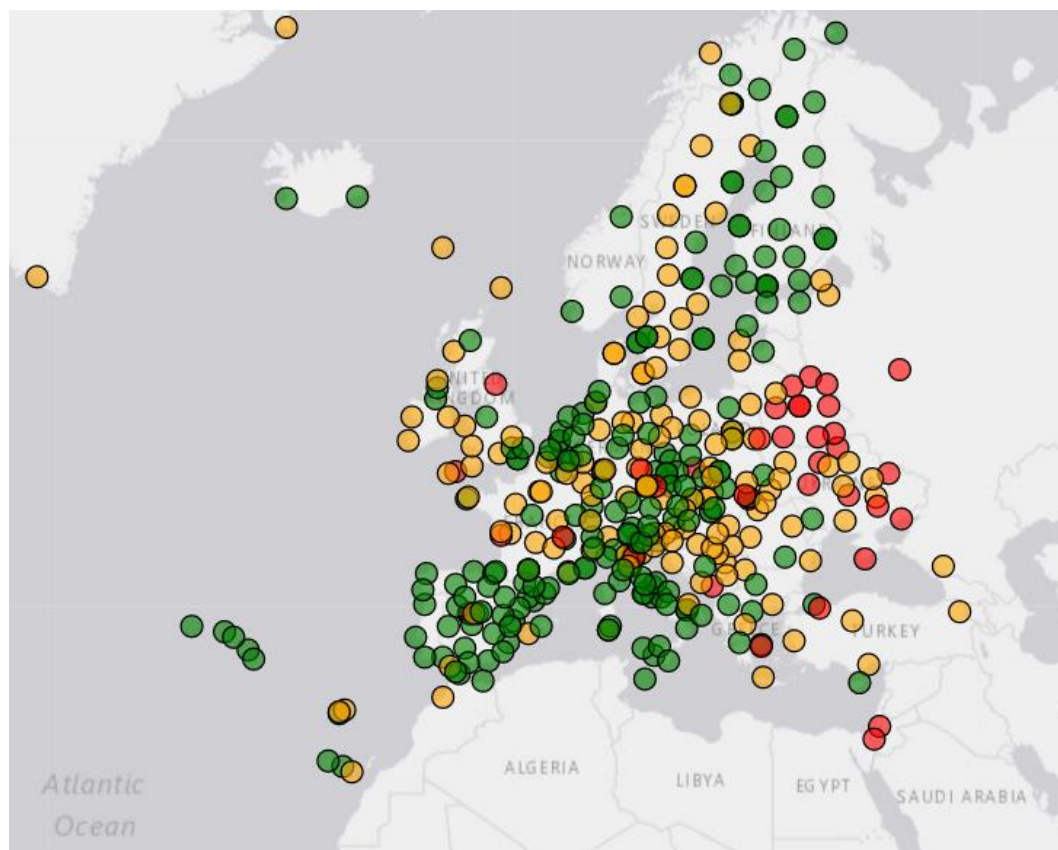 SWEDEN
FINLAND
NORWAY
UNITED
KINGDOM
GREECE
TURKEY
ALGERIA
LIBYA
EGYPT
SAUDI ARABIA
Atlantic
Ocean